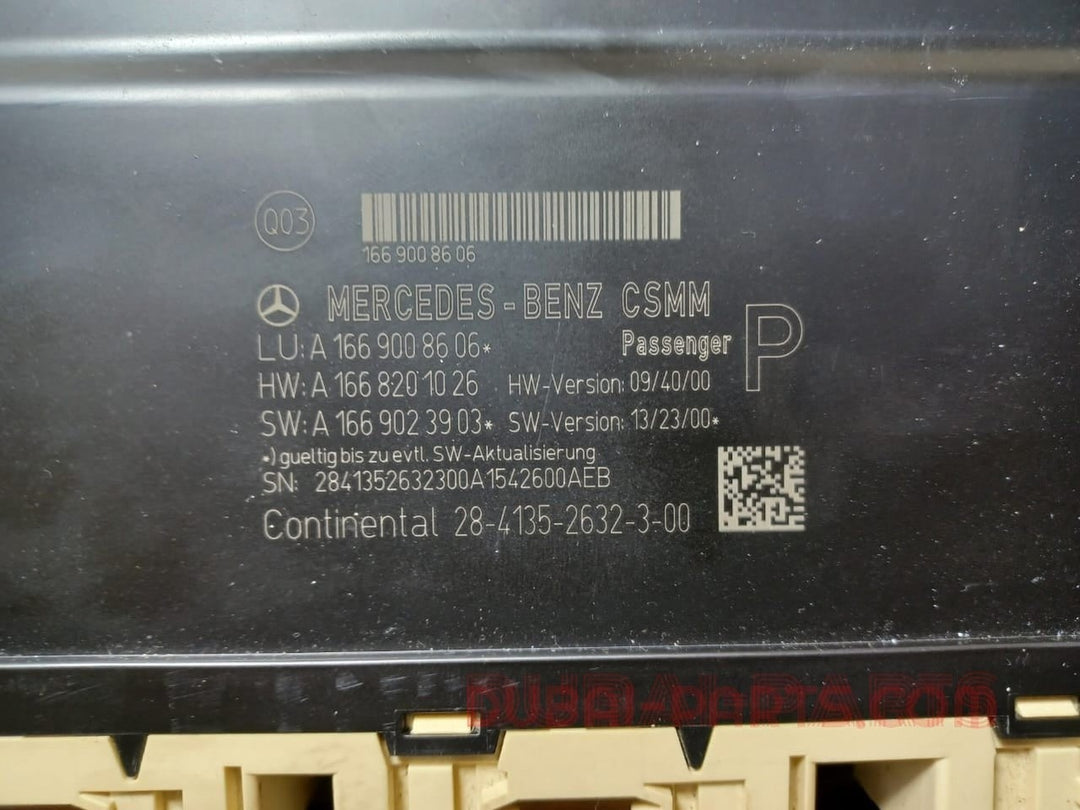 Q03
166 900 86 06
MERCEDES-BENZ CSMM
LU: A 166 900 86 06* Passenger P
HW: A 166 820 10 26 HW-Version: 09/40/00
SW: A 166 902 39 03* SW-Version: 13/23/00*
*) gueltig bis zu evtl. SW-Aktualisierung
SN: 2841352632300A1542600AEB
Continental 28-4135-2632-3-00
DUBAI-PARTS.COM